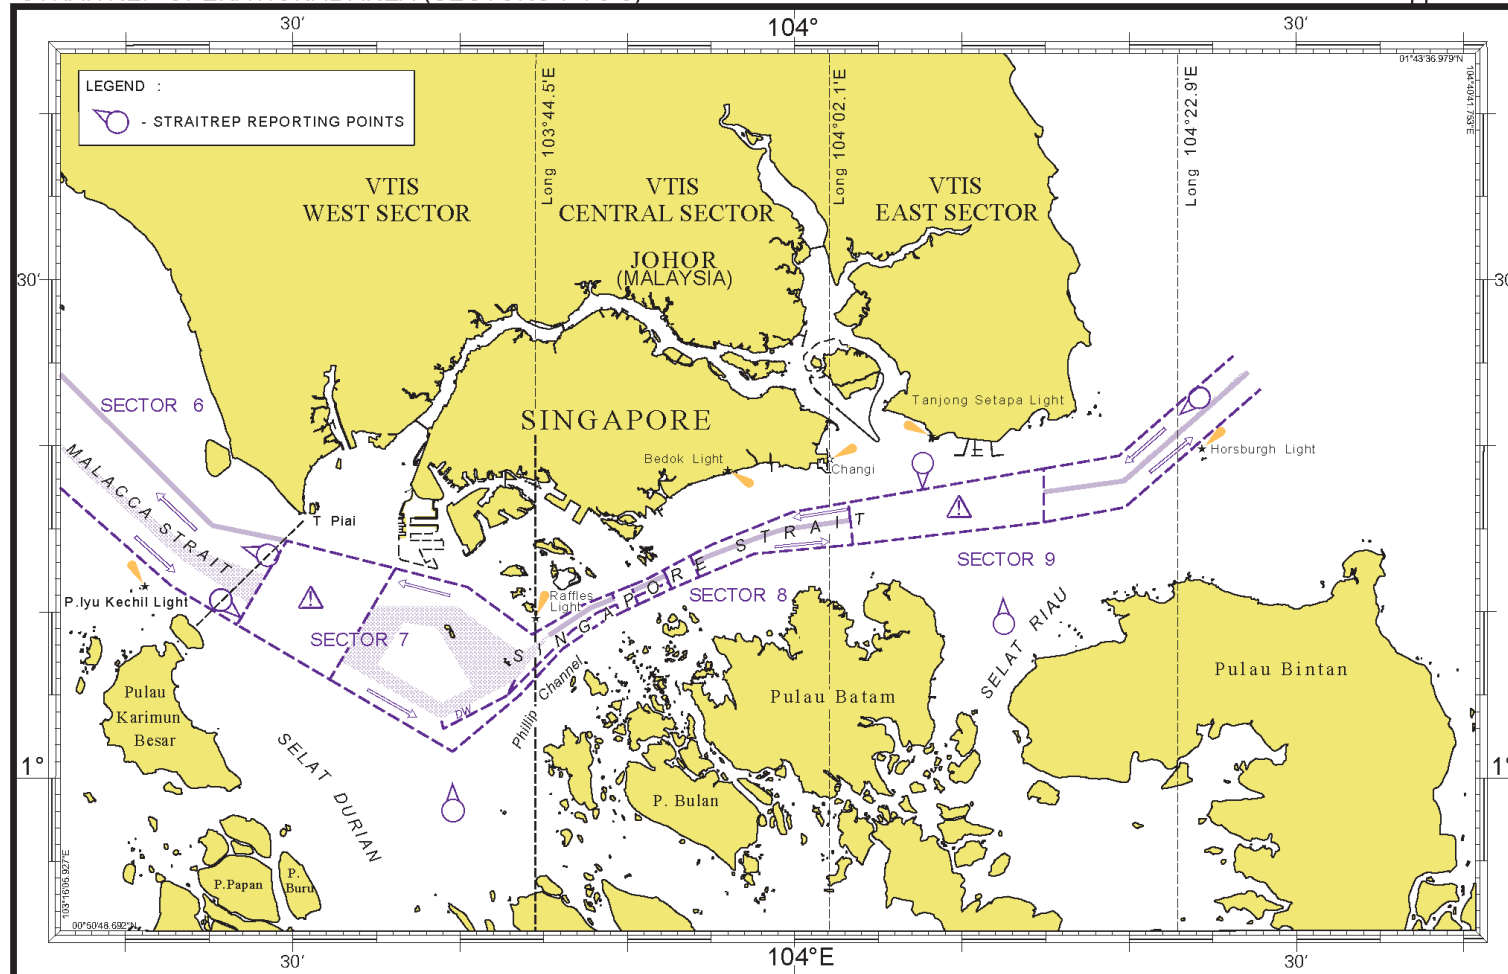 30'
104°
30'
01°43'36.979"N
104°40'41.753"E
LEGEND :
- STRAITREP REPORTING POINTS
Long 103°44.5'E
Long 104°02.1'E
Long 104°22.9'E
VTIS
WEST SECTOR
VTIS
CENTRAL SECTOR
VTIS
EAST SECTOR
JOHOR
(MALAYSIA)
30'
30'
SECTOR 6
SINGAPORE
Tanjong Setapa Light
Bedok Light
Changi
Horsburgh Light
MALACCA STRAIT
T Piai
SINGAPORE STRAIT
SECTOR 9
P.Iyu Kechil Light
Raffles
Light
SECTOR 8
SECTOR 7
SELAT RIAU
Pulau Bintan
Pulau
Karimun
Besar
DW
Phillip Channel
Pulau Batam
SELAT DURIAN
1°
1°
P. Bulan
P.Papan
P.
Buru
103°16'05.927"E
00°50'48.692"N
30'
104°E
30'